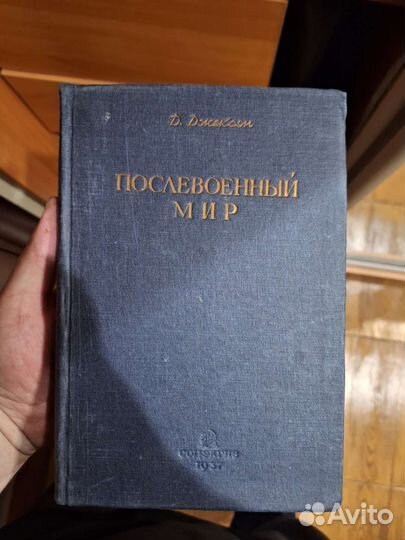 Д. Джексон
ПОСЛЕВОЕННЫЙ
МИР
СОЦЭКГИЗ
1937
Avito